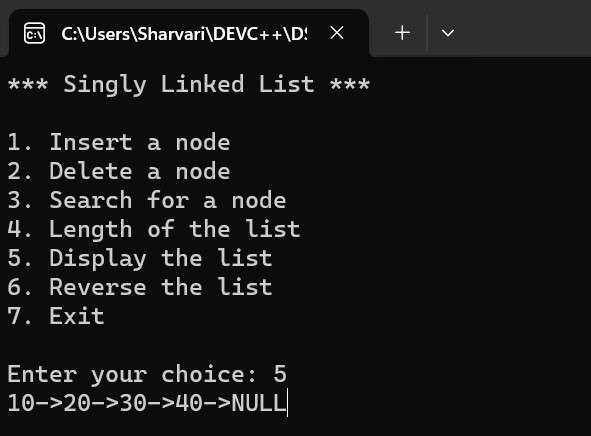 C:\Users\Sharvari\DEVC++\DS
*** Singly Linked List ***
1. Insert a node
2. Delete a node
3. Search for a node
4. Length of the list
5. Display the list
6. Reverse the list
7. Exit
Enter your choice: 5
10->20->30->40->NULL